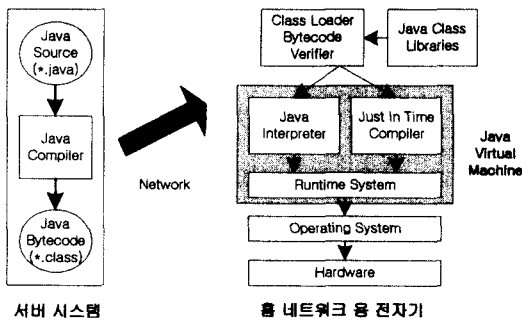 Java
Source
(*.java)
Java
Compiler
Java
Bytecode
(*.class)
서버 시스템
Network
Class Loader
Bytecode
Verifier
Java Class
Libraries
Java
Interpreter
Just In Time
Compiler
Runtime System
Java
Virtual
Machine
Operating System
Hardware
홈 네트워크 용 전자기